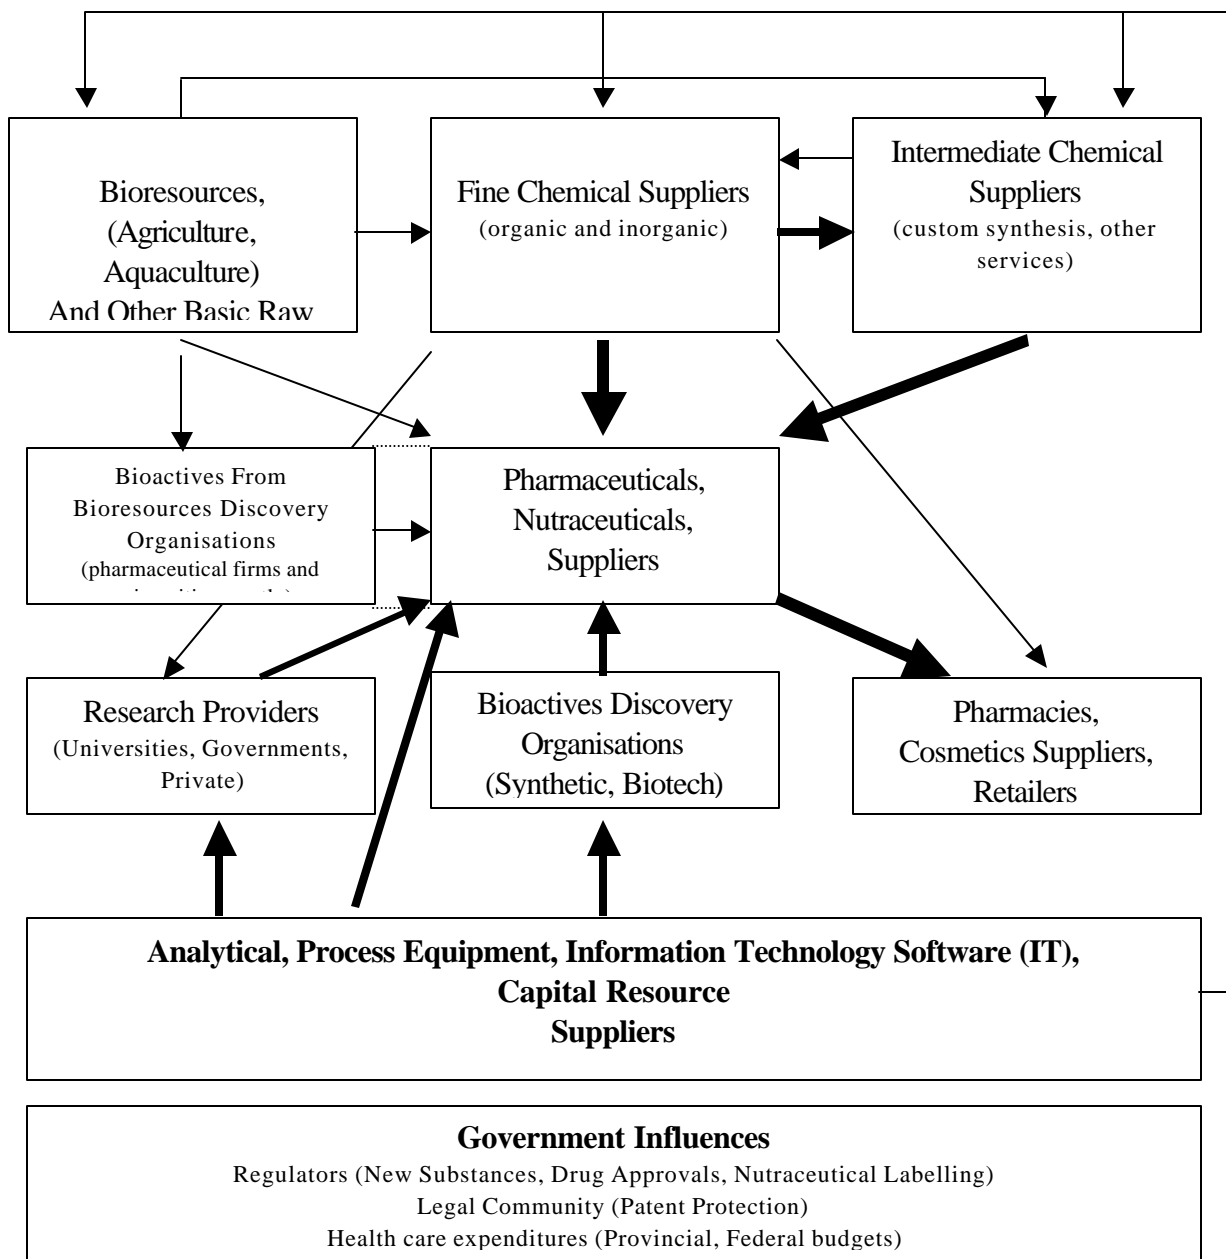 Bioresources,
(Agriculture,
Aquaculture)
And Other Basic Raw
Fine Chemical Suppliers
(organic and inorganic)
Intermediate Chemical
Suppliers
(custom synthesis, other
services)
Bioactives From
Bioresources Discovery
Organisations
(pharmaceutical firms and
Pharmaceuticals,
Nutraceuticals,
Suppliers
Research Providers
(Universities, Governments,
Private)
Bioactives Discovery
Organisations
(Synthetic, Biotech)
Pharmacies,
Cosmetics Suppliers,
Retailers
Analytical, Process Equipment, Information Technology Software (IT),
Capital Resource
Suppliers
Government Influences
Regulators (New Substances, Drug Approvals, Nutraceutical Labelling)
Legal Community (Patent Protection)
Health care expenditures (Provincial, Federal budgets)